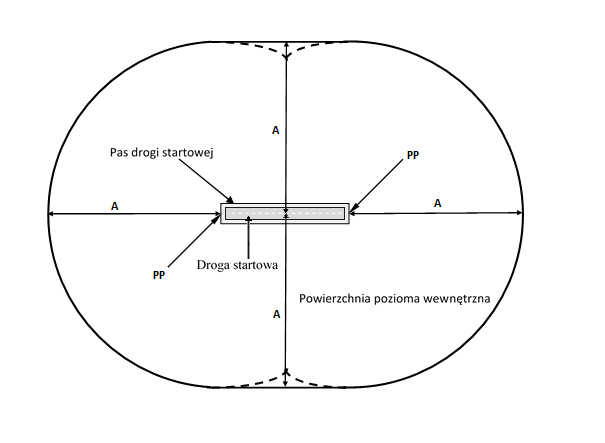 A
Pas drogi startowej
PP
A
A
PP
Droga startowa
Powierzchnia pozioma wewnętrzna
A